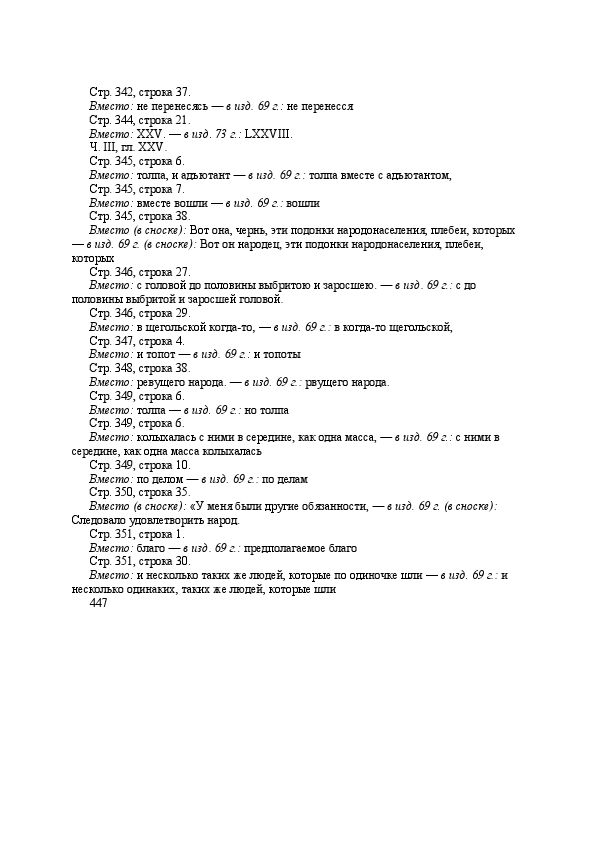 Стр. 342, строка 37.
Вместо: не перенесясь — в изд. 69 г.: не перенесся
Стр. 344, строка 21.
Вместо: XXV. — в изд. 73 г.: LXXVIII.
Ч. III, гл. XXV.
Стр. 345, строка 6.
Вместо: толпа, и адъютант — в изд. 69 г.: толпа вместе с адъютантом,
Стр. 345, строка 7.
Вместо: вместе вошли — в изд. 69 г.: вошли
Стр. 345, строка 38.
Вместо (в сноске): Вот она, чернь, эти подонки народонаселения, плебеи, которых
— в изд. 69 г. (в сноске): Вот он народец, эти подонки народонаселения, плебеи,
которых
Стр. 346, строка 27.
Вместо: с головой до половины выбритою и заросшею. — в изд. 69 г.: с до
половины выбритой и заросшей головой.
Стр. 346, строка 29.
Вместо: в щегольской когда-то, — в изд. 69 г.: в когда-то щегольской,
Стр. 347, строка 4.
Вместо: и топот — в изд. 69 г.: и топоты
Стр. 348, строка 38.
Вместо: ревущего народа. — в изд. 69 г.: рвущего народа.
Стр. 349, строка 6.
Вместо: толпа — в изд. 69 г.: но толпа
Стр. 349, строка 6.
Вместо: колыхалась с ними в середине, как одна масса, — в изд. 69 г.: с ними в
середине, как одна масса колыхалась
Стр. 349, строка 10.
Вместо: по делом — в изд. 69 г.: по делам
Стр. 350, строка 35.
Вместо (в сноске): «У меня были другие обязанности, — в изд. 69 г. (в сноске):
Следовало удовлетворить народ.
Стр. 351, строка 1.
Вместо: благо — в изд. 69 г.: предполагаемое благо
Стр. 351, строка 30.
Вместо: и несколько таких же людей, которые по одиночке шли — в изд. 69 г.: и
несколько одинаких, таких же людей, которые шли
447